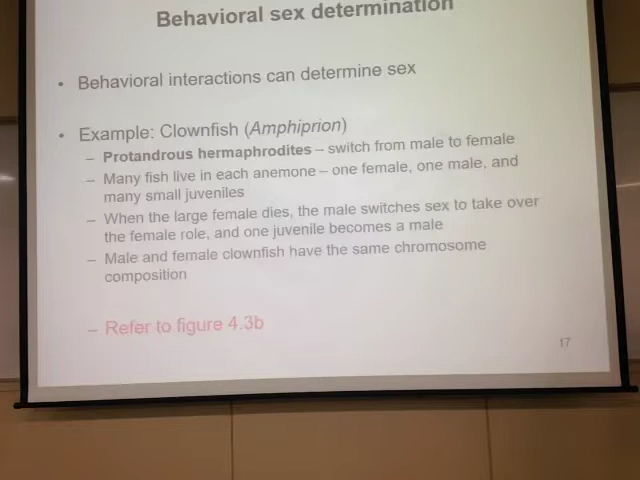 Behavioral sex determination
• Behavioral interactions can determine sex
• Example: Clownfish (Amphiprion)
– Protandrous hermaphrodites – switch from male to female
– Many fish live in each anemone – one female, one male, and
many small juveniles
– When the large female dies, the male switches sex to take over
the female role, and one juvenile becomes a male
– Male and female clownfish have the same chromosome
composition
– Refer to figure 4.3b
17